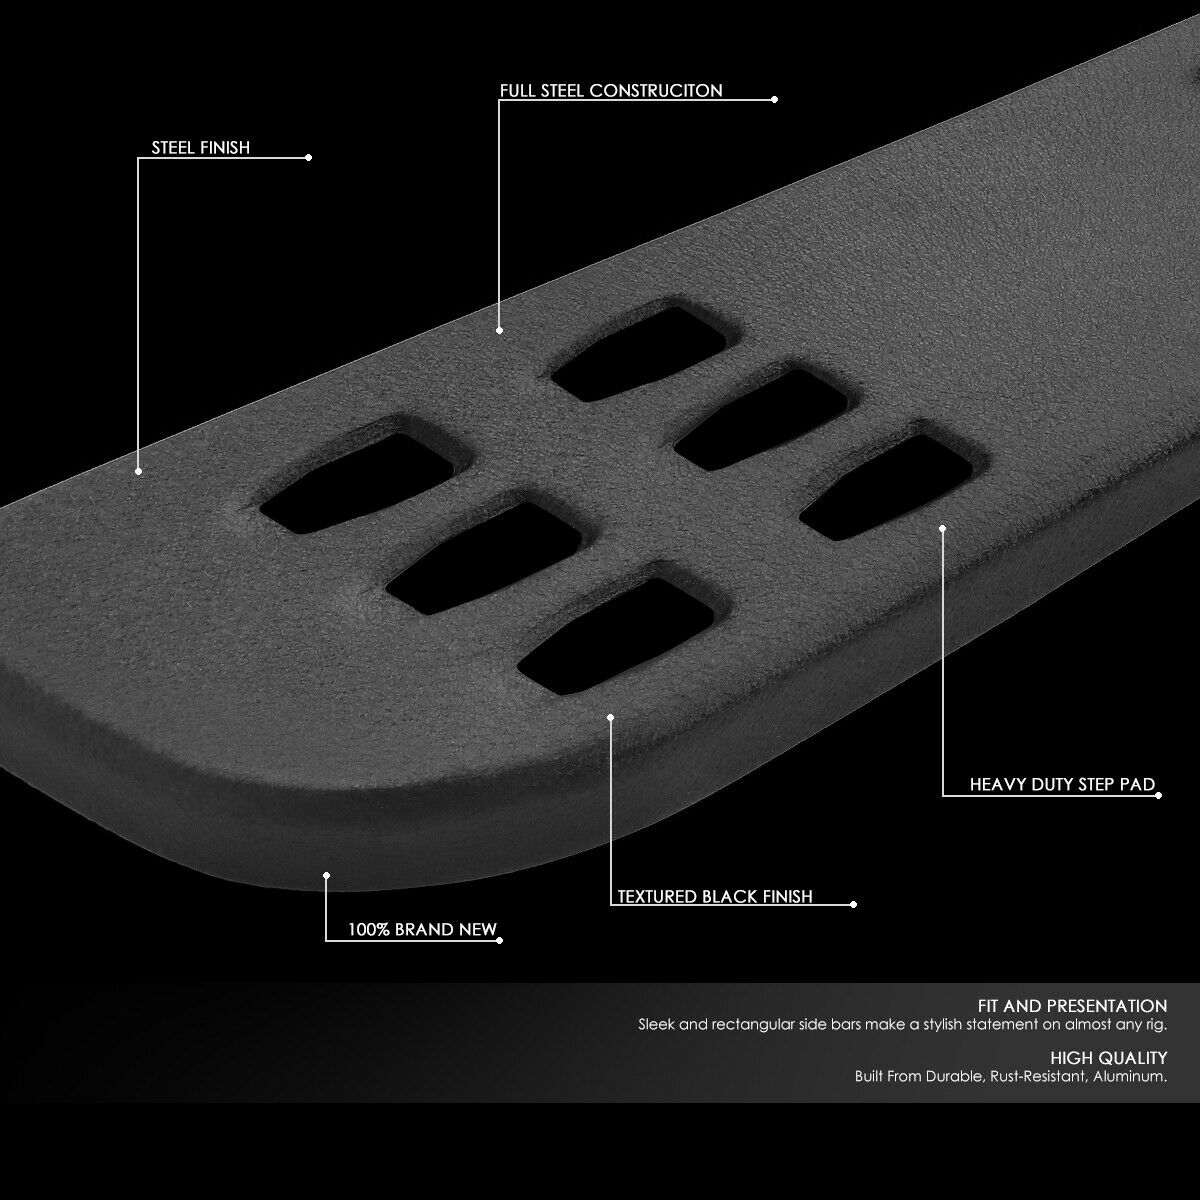 FULL STEEL CONSTRUCITON
STEEL FINISH
HEAVY DUTY STEP PAD
TEXTURED BLACK FINISH
100% BRAND NEW
FIT AND PRESENTATION
Sleek and rectangular side bars make a stylish statement on almost any rig.
HIGH QUALITY
Built From Durable, Rust-Resistant, Aluminum.